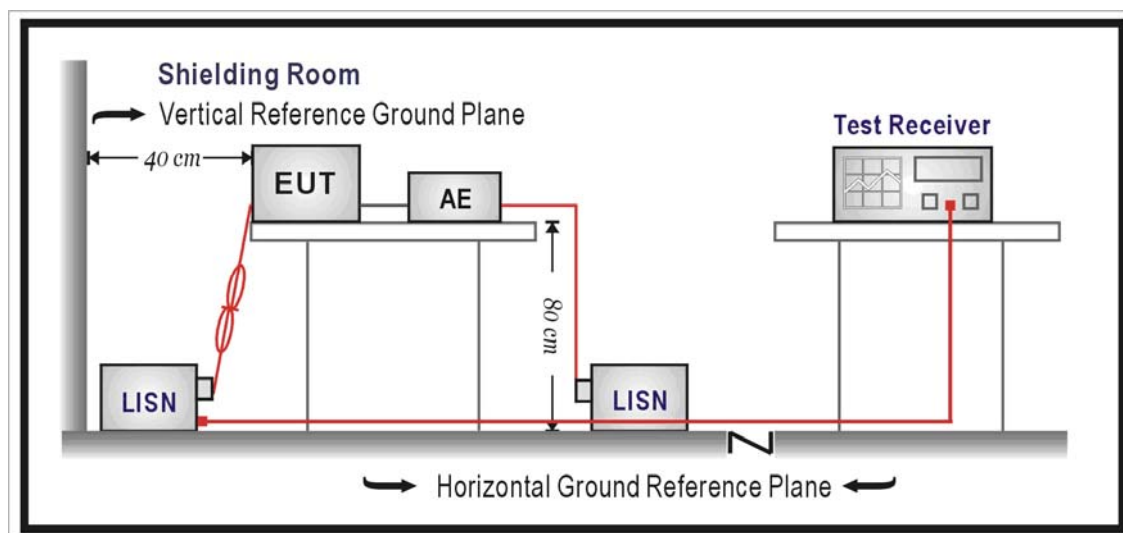 Shielding Room
Vertical Reference Ground Plane
Test Receiver
40 cm
EUT
AE
80 cm
LISN
LISN
Horizontal Ground Reference Plane